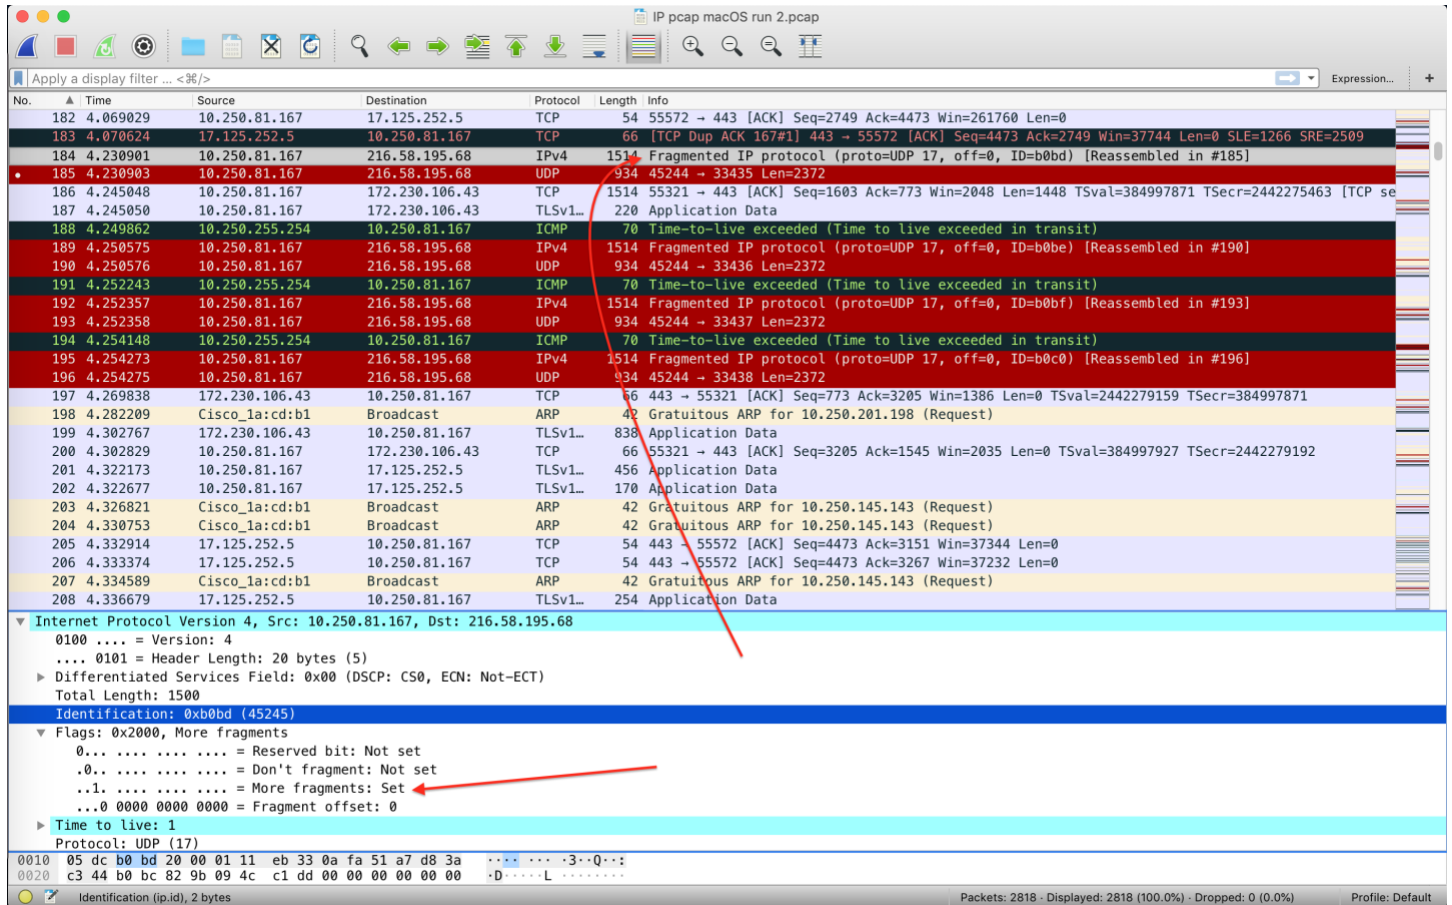 IP pcap macOS run 2.pcap
Apply a display filter ... <⌘/>
Expression...
+
No. Time Source Destination Protocol Length Info
182 4.069029 10.250.81.167 17.125.252.5 TCP 54 55572 → 443 [ACK] Seq=2749 Ack=4473 Win=261760 Len=0
183 4.070624 17.125.252.5 10.250.81.167 TCP 66 [TCP Dup ACK 167#1] 443 → 55572 [ACK] Seq=4473 Ack=2749 Win=37744 Len=0 SLE=1266 SRE=2509
184 4.230901 10.250.81.167 216.58.195.68 IPv4 1514 Fragmented IP protocol (proto=UDP 17, off=0, ID=b0bd) [Reassembled in #185]
185 4.230903 10.250.81.167 216.58.195.68 UDP 934 45244 → 33435 Len=2372
186 4.245048 10.250.81.167 172.230.106.43 TCP 1514 55321 → 443 [ACK] Seq=1603 Ack=773 Win=2048 Len=1448 TSval=384997871 TSecr=2442275463 [TCP se
187 4.245050 10.250.81.167 172.230.106.43 TLSv1… 220 Application Data
188 4.249862 10.250.255.254 10.250.81.167 ICMP 70 Time-to-live exceeded (Time to live exceeded in transit)
189 4.250575 10.250.81.167 216.58.195.68 IPv4 1514 Fragmented IP protocol (proto=UDP 17, off=0, ID=b0be) [Reassembled in #190]
190 4.250576 10.250.81.167 216.58.195.68 UDP 934 45244 → 33436 Len=2372
191 4.252243 10.250.255.254 10.250.81.167 ICMP 70 Time-to-live exceeded (Time to live exceeded in transit)
192 4.252357 10.250.81.167 216.58.195.68 IPv4 1514 Fragmented IP protocol (proto=UDP 17, off=0, ID=b0bf) [Reassembled in #193]
193 4.252358 10.250.81.167 216.58.195.68 UDP 934 45244 → 33437 Len=2372
194 4.254148 10.250.255.254 10.250.81.167 ICMP 70 Time-to-live exceeded (Time to live exceeded in transit)
195 4.254273 10.250.81.167 216.58.195.68 IPv4 1514 Fragmented IP protocol (proto=UDP 17, off=0, ID=b0c0) [Reassembled in #196]
196 4.254275 10.250.81.167 216.58.195.68 UDP 934 45244 → 33438 Len=2372
197 4.269838 172.230.106.43 10.250.81.167 TCP 66 443 → 55321 [ACK] Seq=773 Ack=3205 Win=1386 Len=0 TSval=2442279159 TSecr=384997871
198 4.282209 Cisco_1a:cd:b1 Broadcast ARP 42 Gratuitous ARP for 10.250.201.198 (Request)
199 4.302767 172.230.106.43 10.250.81.167 TLSv1… 838 Application Data
200 4.302829 10.250.81.167 172.230.106.43 TCP 66 55321 → 443 [ACK] Seq=3205 Ack=1545 Win=2035 Len=0 TSval=384997927 TSecr=2442279192
201 4.322173 10.250.81.167 17.125.252.5 TLSv1… 456 Application Data
202 4.322677 10.250.81.167 17.125.252.5 TLSv1… 170 Application Data
203 4.326821 Cisco_1a:cd:b1 Broadcast ARP 42 Gratuitous ARP for 10.250.145.143 (Request)
204 4.330753 Cisco_1a:cd:b1 Broadcast ARP 42 Gratuitous ARP for 10.250.145.143 (Request)
205 4.332914 17.125.252.5 10.250.81.167 TCP 54 443 → 55572 [ACK] Seq=4473 Ack=3151 Win=37344 Len=0
206 4.333374 17.125.252.5 10.250.81.167 TCP 54 443 → 55572 [ACK] Seq=4473 Ack=3267 Win=37232 Len=0
207 4.334589 Cisco_1a:cd:b1 Broadcast ARP 42 Gratuitous ARP for 10.250.145.143 (Request)
208 4.336679 17.125.252.5 10.250.81.167 TLSv1… 254 Application Data
Internet Protocol Version 4, Src: 10.250.81.167, Dst: 216.58.195.68
0100 .... = Version: 4
.... 0101 = Header Length: 20 bytes (5)
Differentiated Services Field: 0x00 (DSCP: CS0, ECN: Not-ECT)
Total Length: 1500
Identification: 0xb0bd (45245)
Flags: 0x2000, More fragments
0... .... .... .... = Reserved bit: Not set
.0.. .... .... .... = Don't fragment: Not set
..1. .... .... .... = More fragments: Set
...0 0000 0000 0000 = Fragment offset: 0
Time to live: 1
Protocol: UDP (17)
0010 05 dc b0 bd 20 00 01 11 eb 33 0a fa 51 a7 d8 3a ···· ··· ·3··Q··:
0020 c3 44 b0 bc 82 9b 09 4c c1 dd 00 00 00 00 00 00 ·D·····L ········
Identification (ip.id), 2 bytes
Packets: 2818 · Displayed: 2818 (100.0%) · Dropped: 0 (0.0%)
Profile: Default